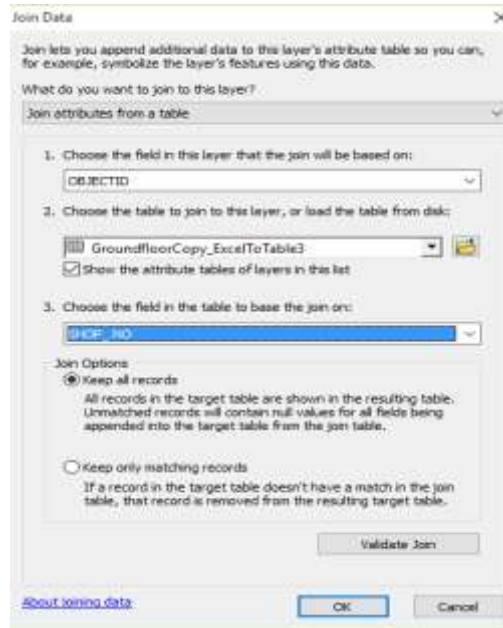 Join Data
Join lets you append additional data to this layer's attribute table so you can,
for example, symbolize the layer's features using this data.
What do you want to join to this layer?
Join attributes from a table
1. Choose the field in this layer that the join will be based on:
OBJECTID
2. Choose the table to join to this layer, or load the table from disk:
GroundfloorCopy_ExcelToTable3
Show the attribute tables of layers in this list
3. Choose the field in the table to base the join on:
SHOP_NO
Join Options
Keep all records
All records in the target table are shown in the resulting table.
Unmatched records will contain null values for all fields being
appended into the target table from the join table.
Keep only matching records
If a record in the target table doesn't have a match in the join
table, that record is removed from the resulting target table.
Validate Join
About joining data
OK
Cancel